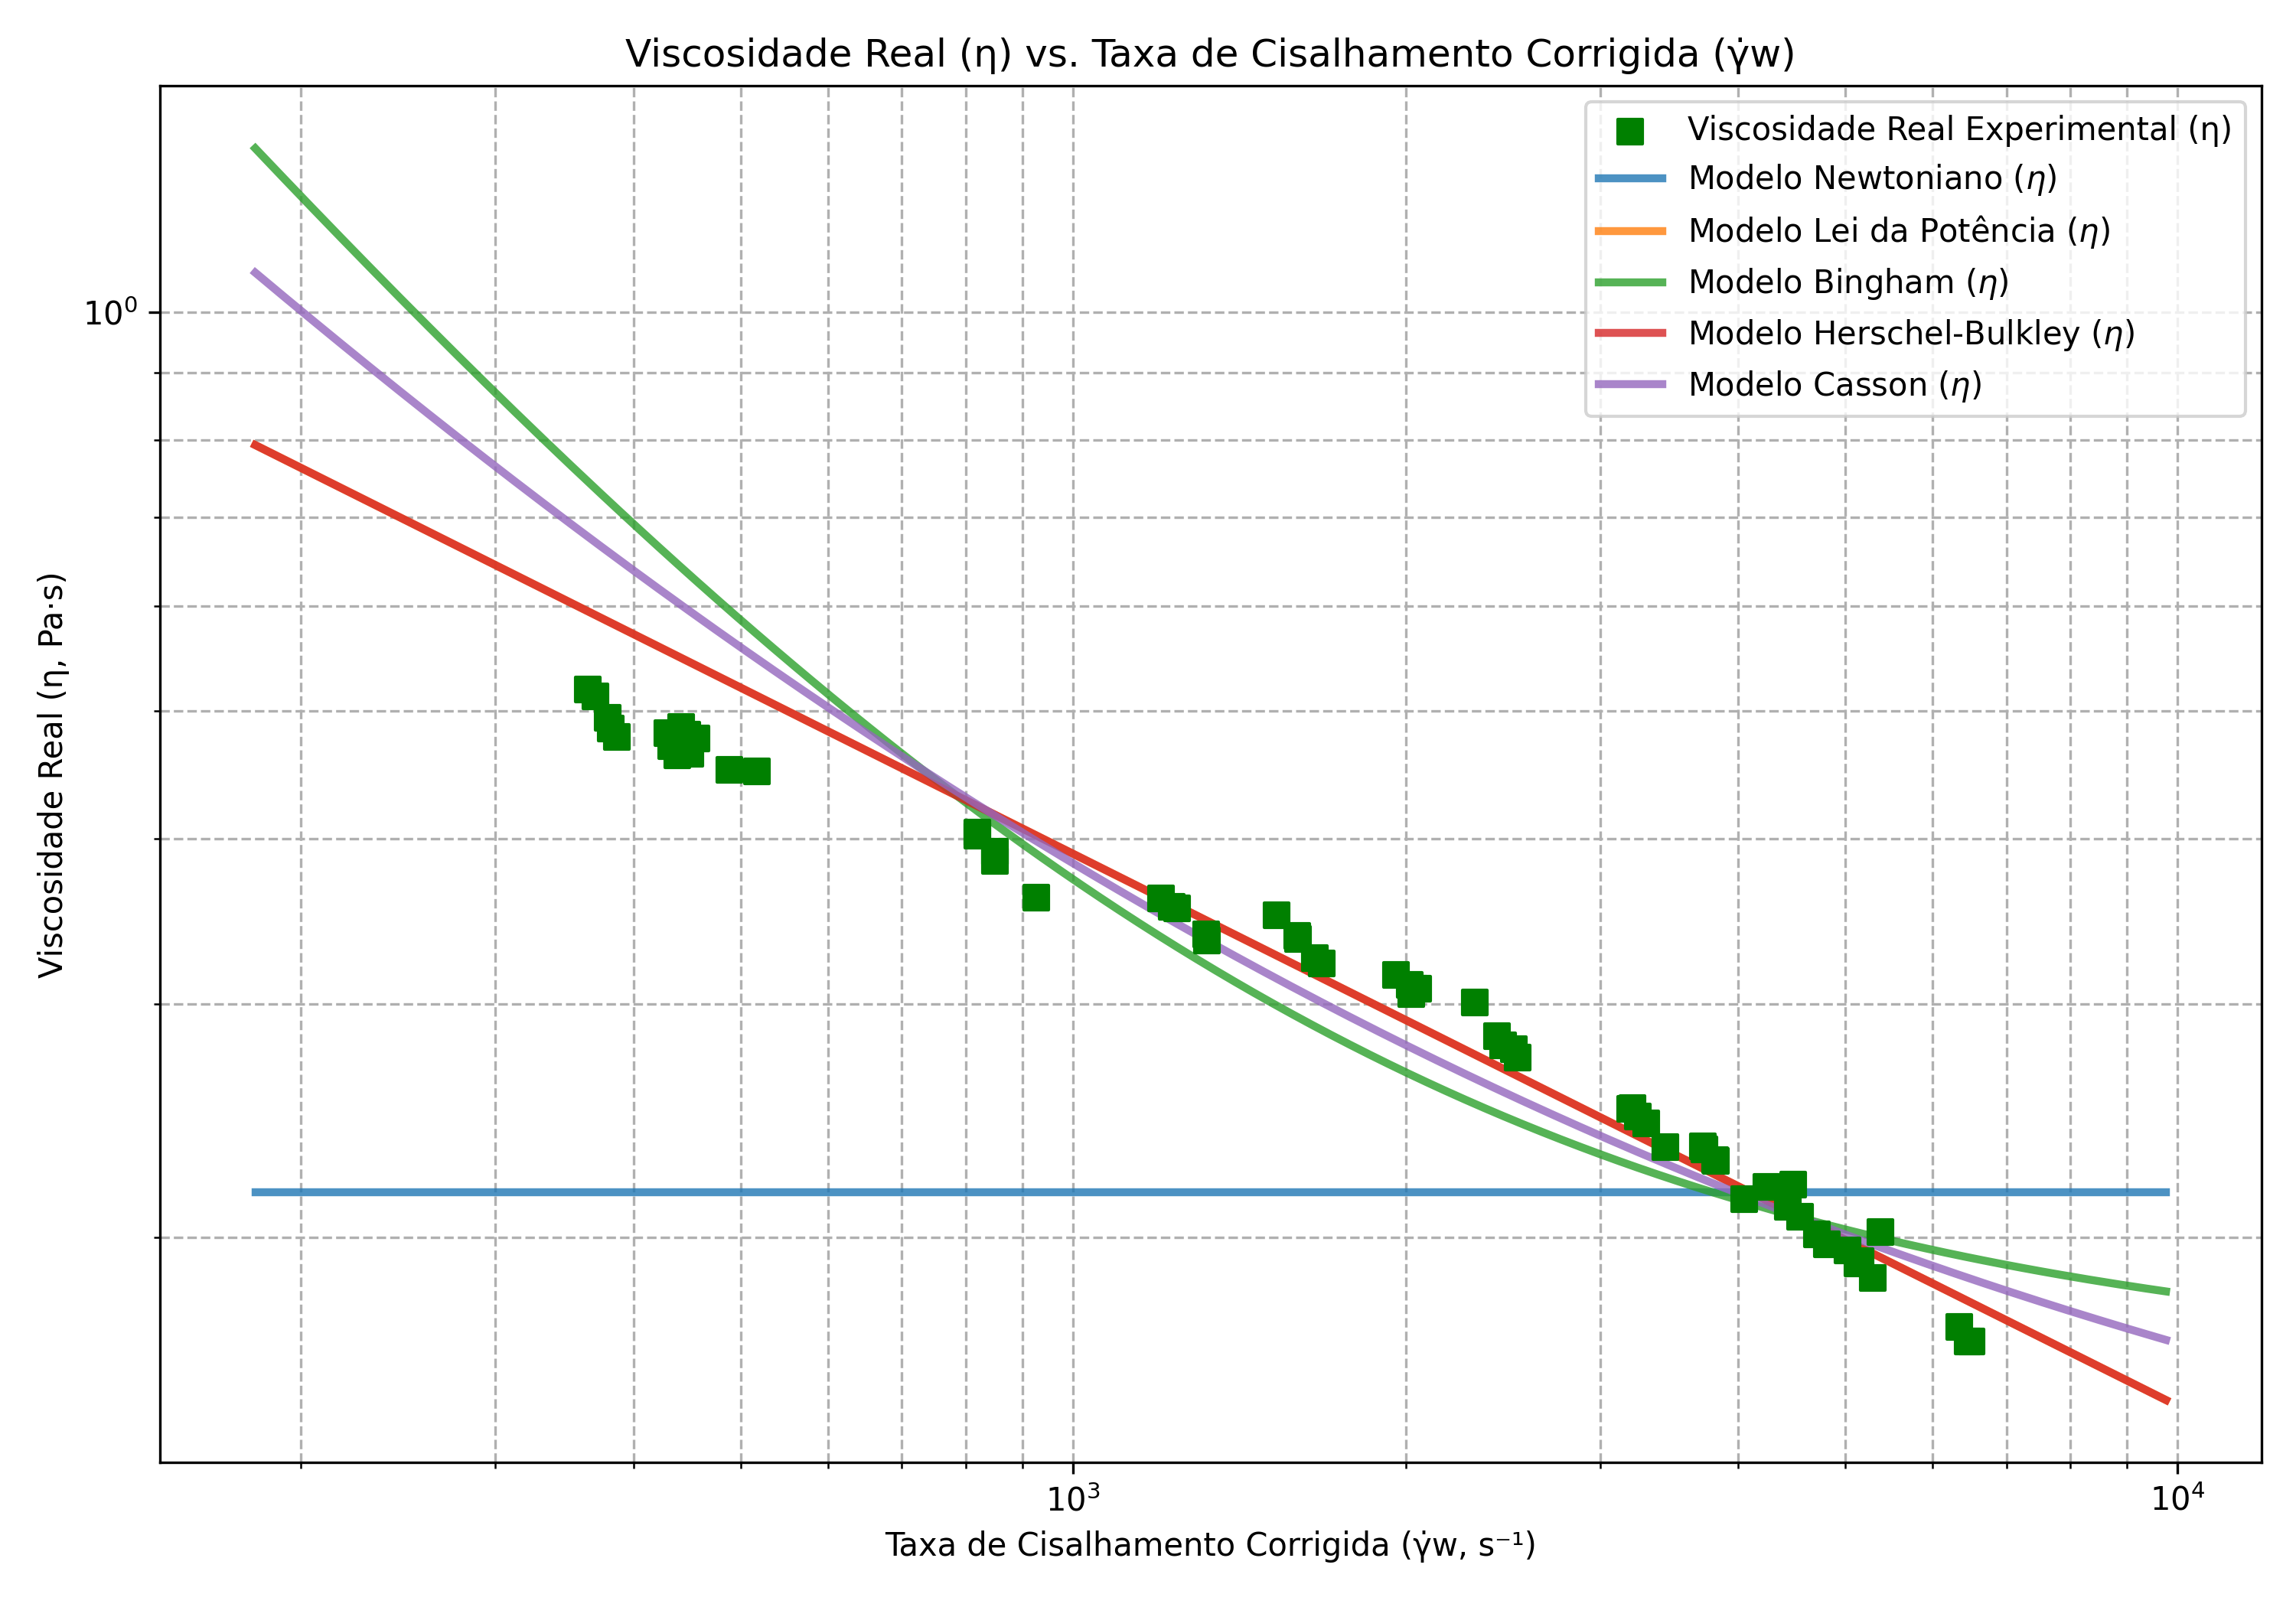 Viscosidade Real (η) vs. Taxa de Cisalhamento Corrigida (γ̇w)
Viscosidade Real Experimental (η)
Modelo Newtoniano (η)
Modelo Lei da Potência (η)
Modelo Bingham (η)
Modelo Herschel-Bulkley (η)
Modelo Casson (η)
10⁰
Viscosidade Real (η, Pa·s)
10³
10⁴
Taxa de Cisalhamento Corrigida (γ̇w, s⁻¹)